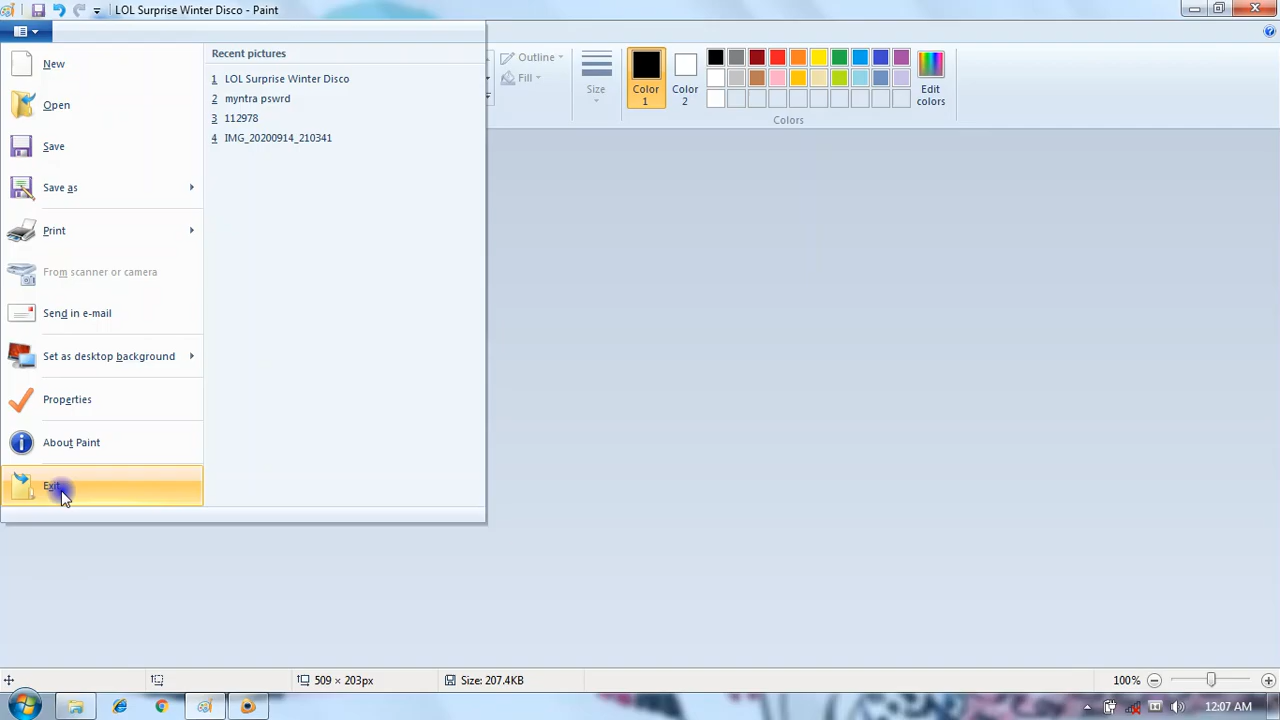 LOL Surprise Winter Disco - Paint
New
Open
Save
Save as
Print
From scanner or camera
Send in e-mail
Set as desktop background
Properties
About Paint
Exit
Recent pictures
1 LOL Surprise Winter Disco
2 myntra pswrd
3 112978
4 IMG_20200914_210341
Outline
Fill
Size
Color 1
Color 2
Edit colors
Colors
509 × 203px
Size: 207.4KB
100%
12:07 AM